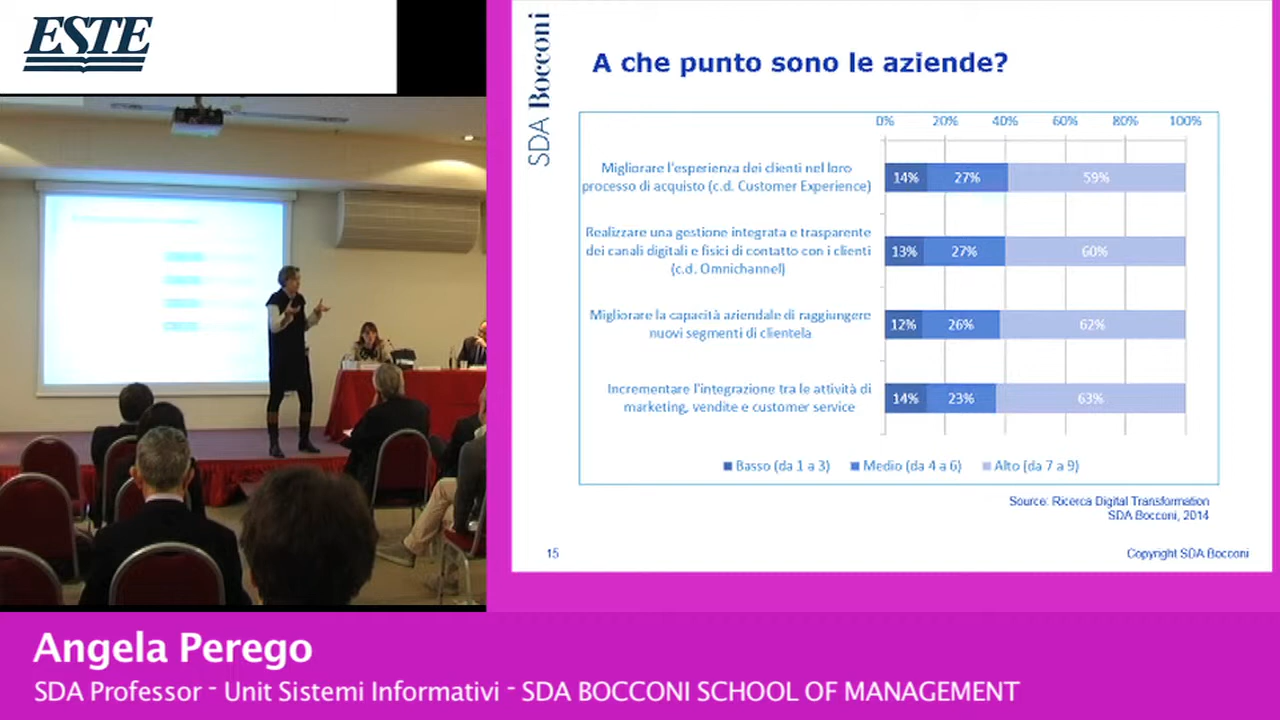 ESTE
SDA Bocconi
A che punto sono le aziende?
0% 20% 40% 60% 80% 100%
Migliorare l'esperienza dei clienti nel loro
processo di acquisto (c.d. Customer Experience)
14% 27% 59%
Realizzare una gestione integrata e trasparente
dei canali digitali e fisici di contatto con i clienti
(c.d. Omnichannel)
13% 27% 60%
Migliorare la capacità aziendale di raggiungere
nuovi segmenti di clientela
12% 26% 62%
Incrementare l'integrazione tra le attività di
marketing, vendite e customer service
14% 23% 63%
Basso (da 1 a 3) Medio (da 4 a 6) Alto (da 7 a 9)
Source: Ricerca Digital Transformation
SDA Bocconi, 2014
15
Copyright SDA Bocconi
Angela Perego
SDA Professor - Unit Sistemi Informativi - SDA BOCCONI SCHOOL OF MANAGEMENT